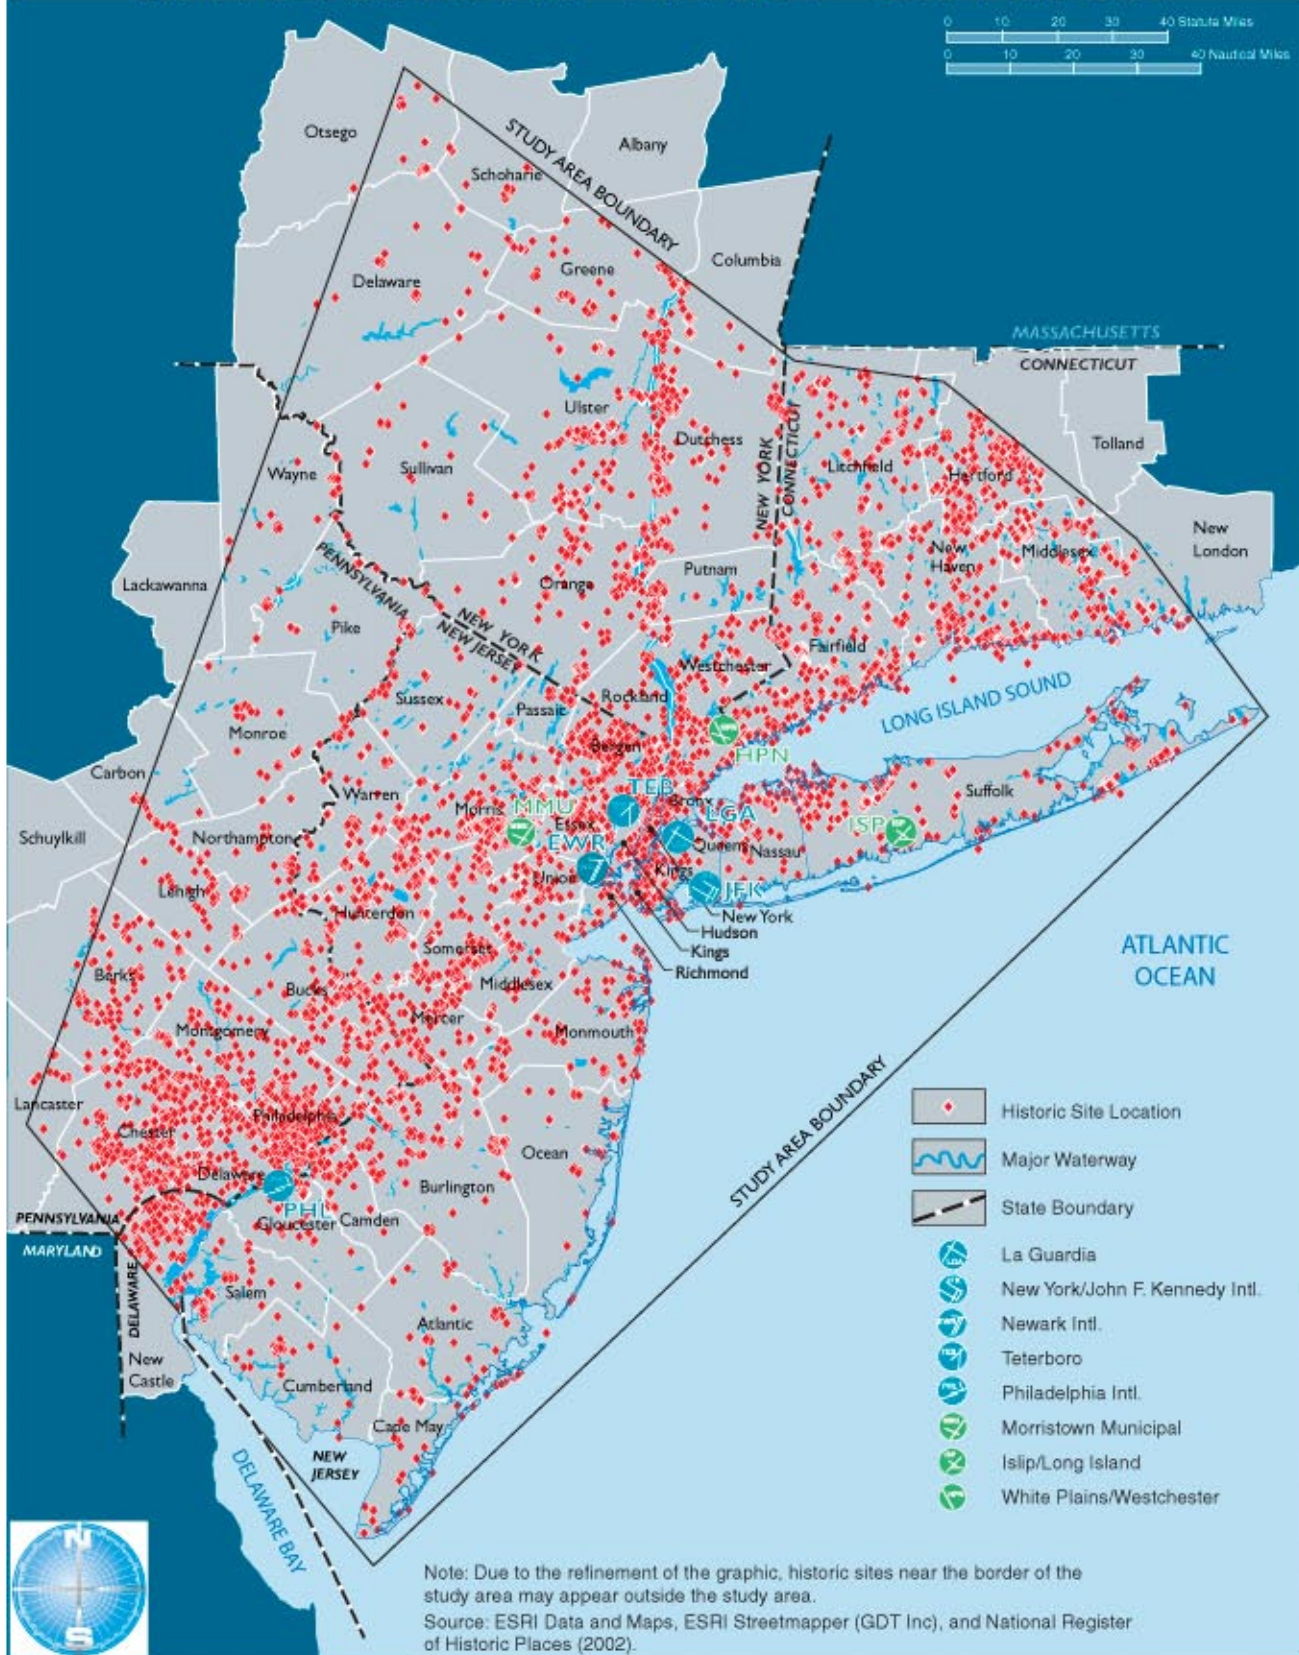 0 10 20 30 40 Statute Miles
0 10 20 30 40 Nautical Miles
Otsego
Albany
STUDY AREA BOUNDARY
Schoharie
Columbia
Greene
Delaware
MASSACHUSETTS
CONNECTICUT
Ulster
Dutchess
NEW YORK
CONNECTICUT
Tolland
Litchfield
Hertford
Wayne
Sullivan
New
London
New
Haven
Middlesex
PENNSYLVANIA
Lackawanna
Orange
Putnam
Pike
NEW YORK
NEW JERSEY
Fairfield
Westchester
Rockland
Sussex
Passaic
LONG ISLAND SOUND
Monroe
Bergen
HPN
Carbon
TEB
Suffolk
Warren
Morris
MMU
Bronx
LGA
Essex
ISP
Schuylkill
Northampton
EWR
Queens
Nassau
Kings
Union
Lehigh
JFK
Hunterdon
New York
Hudson
Kings
Richmond
Somerset
ATLANTIC
OCEAN
Berks
Bucks
Middlesex
Mercer
Montgomery
Monmouth
Lancaster
Philadelphia
Chester
STUDY AREA BOUNDARY
Ocean
Delaware
Burlington
PHL
Gloucester
Camden
PENNSYLVANIA
MARYLAND
DELAWARE
Salem
Atlantic
New
Castle
Cumberland
Cape May
NEW
JERSEY
DELAWARE BAY
Historic Site Location
Major Waterway
State Boundary
La Guardia
New York/John F. Kennedy Intl.
Newark Intl.
Teterboro
Philadelphia Intl.
Morristown Municipal
Islip/Long Island
White Plains/Westchester
N
S
Note: Due to the refinement of the graphic, historic sites near the border of the
study area may appear outside the study area.
Source: ESRI Data and Maps, ESRI Streetmapper (GDT Inc), and National Register
of Historic Places (2002).